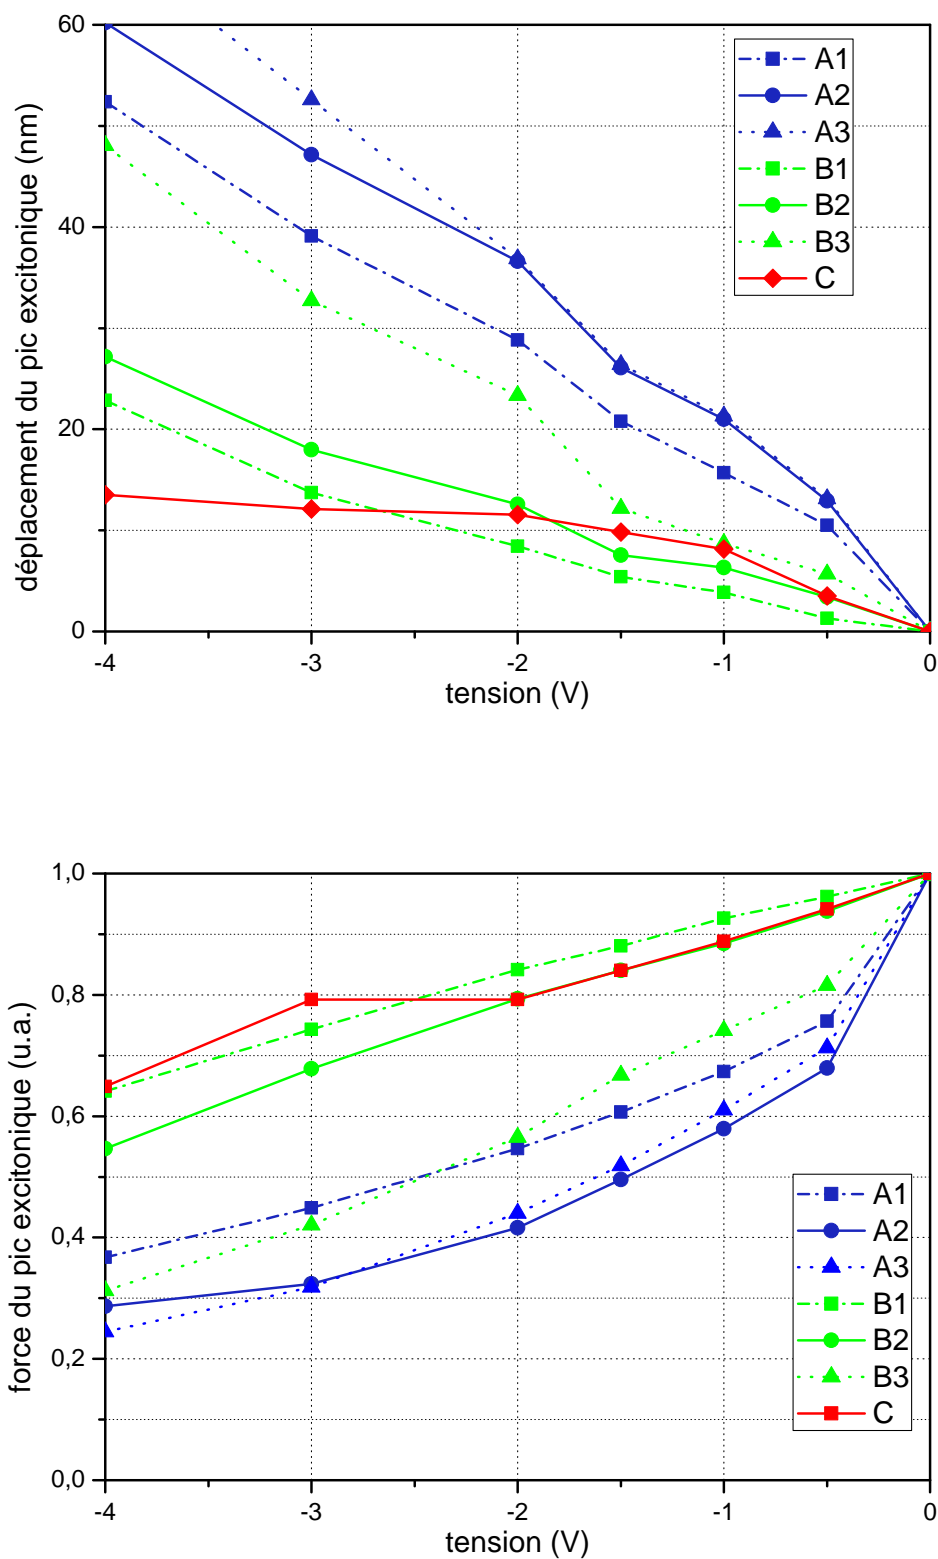 60
40
20
0
déplacement du pic excitonique (nm)
A1
A2
A3
B1
B2
B3
C
-4
-3
-2
-1
0
tension (V)
1,0
0,8
0,6
0,4
0,2
0,0
force du pic excitonique (u.a.)
A1
A2
A3
B1
B2
B3
C
-4
-3
-2
-1
0
tension (V)